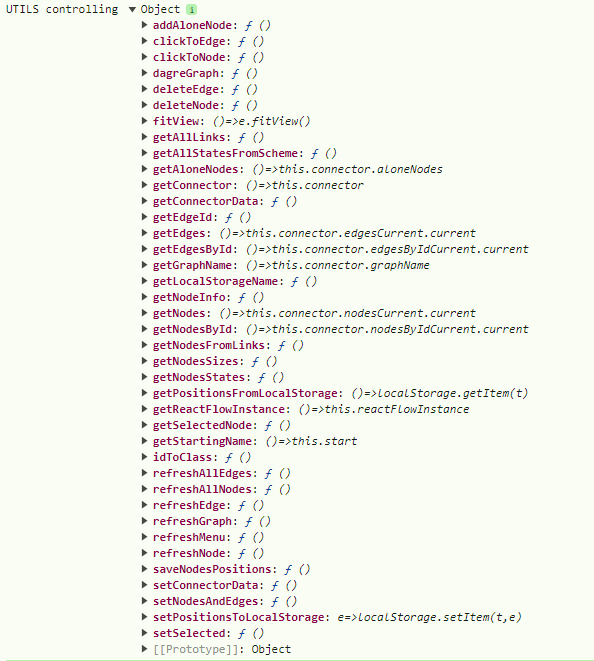 UTILS controlling ▼ Object i
▶ addAloneNode: ƒ ()
▶ clickToEdge: ƒ ()
▶ clickToNode: ƒ ()
▶ dagreGraph: ƒ ()
▶ deleteEdge: ƒ ()
▶ deleteNode: ƒ ()
▶ fitView: ()=>e.fitView()
▶ getAllLinks: ƒ ()
▶ getAllStatesFromScheme: ƒ ()
▶ getAloneNodes: ()=>this.connector.aloneNodes
▶ getConnector: ()=>this.connector
▶ getConnectorData: ƒ ()
▶ getEdgeId: ƒ ()
▶ getEdges: ()=>this.connector.edgesCurrent.current
▶ getEdgesById: ()=>this.connector.edgesByIdCurrent.current
▶ getGraphName: ()=>this.connector.graphName
▶ getLocalStorageName: ƒ ()
▶ getNodeInfo: ƒ ()
▶ getNodes: ()=>this.connector.nodesCurrent.current
▶ getNodesById: ()=>this.connector.nodesByIdCurrent.current
▶ getNodesFromLinks: ƒ ()
▶ getNodesSizes: ƒ ()
▶ getNodesStates: ƒ ()
▶ getPositionsFromLocalStorage: ()=>localStorage.getItem(t)
▶ getReactFlowInstance: ()=>this.reactFlowInstance
▶ getSelectedNode: ƒ ()
▶ getStartingName: ()=>this.start
▶ idToClass: ƒ ()
▶ refreshAllEdges: ƒ ()
▶ refreshAllNodes: ƒ ()
▶ refreshEdge: ƒ ()
▶ refreshGraph: ƒ ()
▶ refreshMenu: ƒ ()
▶ refreshNode: ƒ ()
▶ saveNodesPositions: ƒ ()
▶ setConnectorData: ƒ ()
▶ setNodesAndEdges: ƒ ()
▶ setPositionsToLocalStorage: e=>localStorage.setItem(t,e)
▶ setSelected: ƒ ()
▶ [[Prototype]]: Object